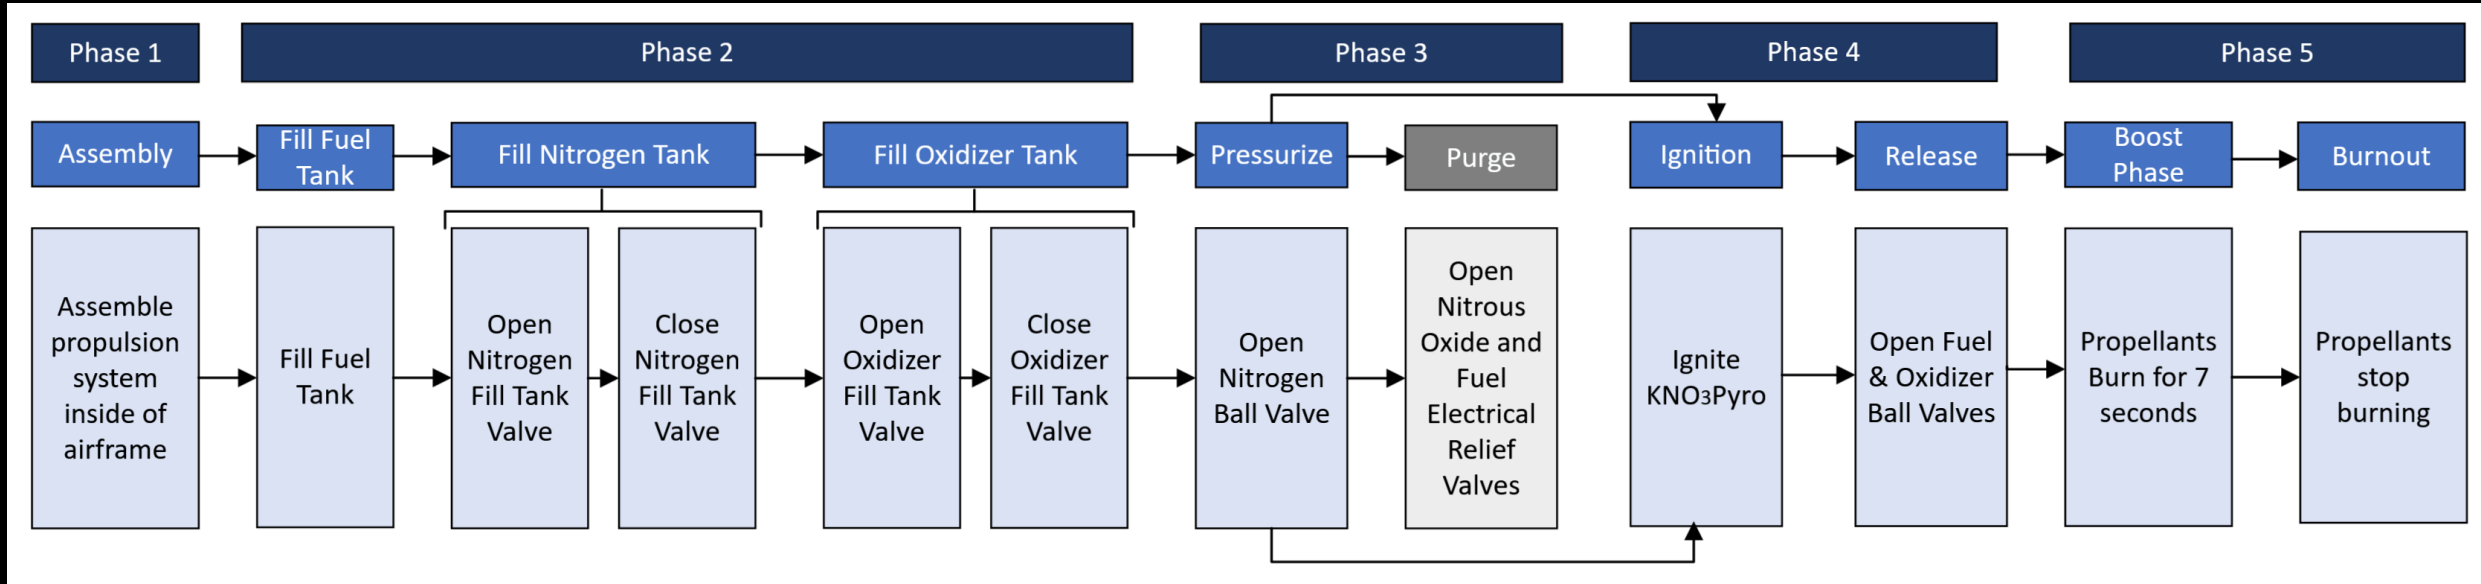 Phase 1
Phase 2
Phase 3
Phase 4
Phase 5
Assembly
Fill Fuel
Tank
Fill Nitrogen Tank
Fill Oxidizer Tank
Pressurize
Purge
Ignition
Release
Boost
Phase
Burnout
Assemble
propulsion
system
inside of
airframe
Fill Fuel
Tank
Open
Nitrogen
Fill Tank
Valve
Close
Nitrogen
Fill Tank
Valve
Open
Oxidizer
Fill Tank
Valve
Close
Oxidizer
Fill Tank
Valve
Open
Nitrogen
Ball Valve
Open
Nitrous
Oxide and
Fuel
Electrical
Relief
Valves
Ignite
KNO3Pyro
Open Fuel
& Oxidizer
Ball Valves
Propellants
Burn for 7
seconds
Propellants
stop
burning